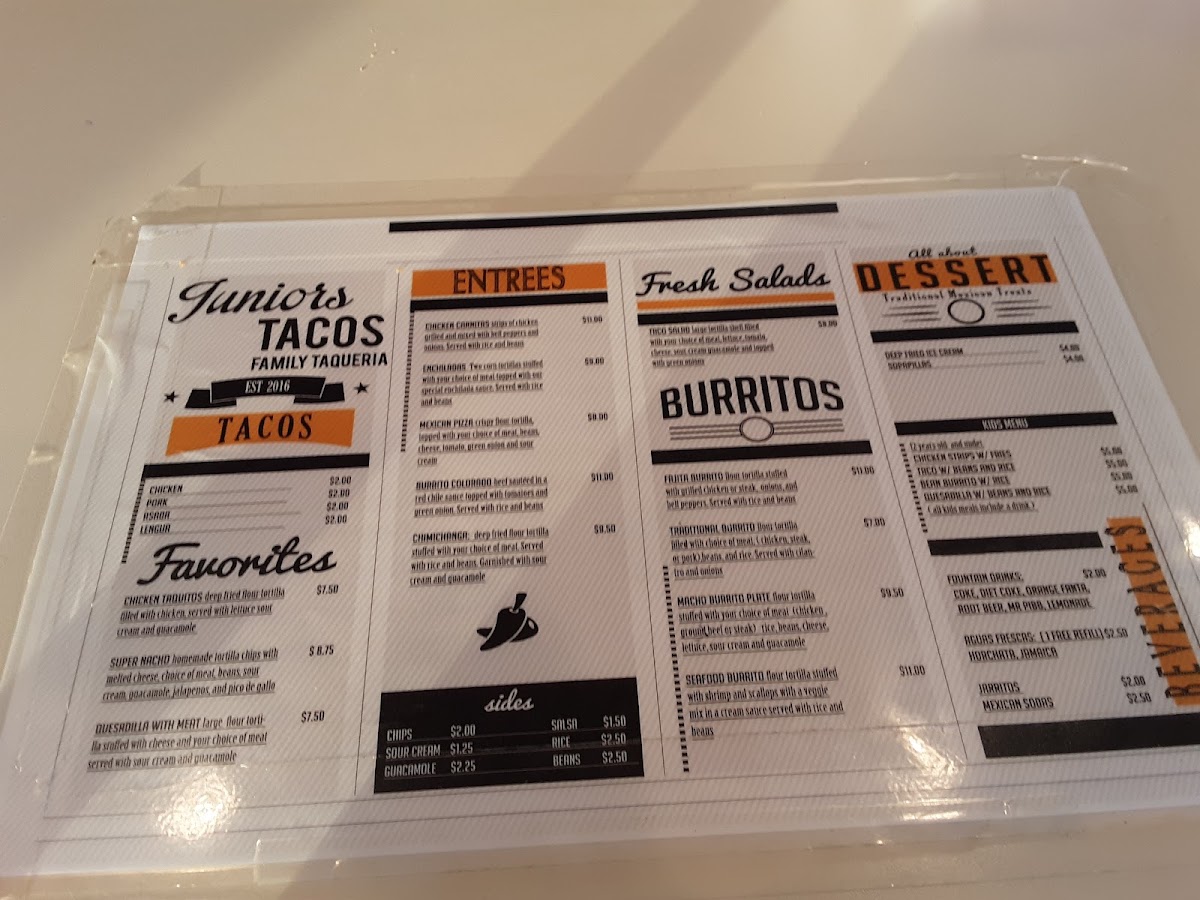 Juniors
TACOS
FAMILY TAQUERIA
EST 2016
TACOS
CHICKEN $2.00
PORK $2.00
ASADA $2.00
LENGUA $2.00
Favorites
CHICKEN TAQUITOS deep fried flour tortilla $7.50
filled with chicken, served with lettuce sour
cream and guacamole
SUPER NACHO homemade tortilla chips with $8.75
melted cheese, choice of meat, beans, sour
cream, guacamole, jalapenos, and pico de gallo
QUESADILLA WITH MEAT large flour torti- $7.50
lla stuffed with cheese and your choice of meat
served with sour cream and guacamole
ENTREES
CHICKEN CARNITAS strips of chicken $11.00
grilled and mixed with bell peppers and
onions. Served with rice and beans
ENCHILADAS Two corn tortillas stuffed $9.00
with your choice of meat topped with our
special enchilada sauce. Served with rice
and beans
MEXICAN PIZZA crispy flour tortilla, $8.00
topped with your choice of meat, beans,
cheese, tomato, green onion and sour
cream
BURRITO COLORADO beef sauteed in a $11.00
red chile sauce topped with tomatoes and
green onion. Served with rice and beans
CHIMICHANGA: deep fried flour tortilla $9.50
stuffed with your choice of meat. Served
with rice and beans. Garnished with sour
cream and guacamole
sides
CHIPS $2.00 SALSA $1.50
SOUR CREAM $1.25 RICE $2.50
GUACAMOLE $2.25 BEANS $2.50
Fresh Salads
TACO SALAD large tortilla shell filled $8.00
with your choice of meat, lettuce, tomato,
cheese, sour cream guacamole and topped
with green onions
BURRITOS
FAJITA BURRITO flour tortilla stuffed $11.00
with grilled chicken or steak, onions, and
bell peppers. Served with rice and beans
TRADITIONAL BURRITO flour tortilla $7.00
filled with choice of meat, ( chicken, steak,
or pork) beans, and rice. Served with cilan-
tro and onions
MACHO BURRITO PLATE flour tortilla $9.50
stuffed with your choice of meat (chicken ,
ground beef or steak) rice, beans, cheese,
lettuce, sour cream and guacamole
SEAFOOD BURRITO flour tortilla stuffed $11.00
with shrimp and scallops with a veggie
mix in a cream sauce served with rice and
beans
All about
DESSERT
Traditional Mexican Treats
DEEP FRIED ICE CREAM $4.00
SOPAPILLAS $4.00
KIDS MENU
12 years old and under
CHICKEN STRIPS W/ FRIES $5.00
TACO W/ BEANS AND RICE $5.00
BEAN BURRITO W/ RICE $5.00
QUESADILLA W/ BEANS AND RICE $5.00
( all kids meals include a drink )
BEVERAGES
FOUNTAIN DRINKS: $2.00
COKE, DIET COKE, ORANGE FANTA,
ROOT BEER, MR PIBB, LEMONADE
AGUAS FRESCAS: (1 FREE REFILL) $2.50
HORCHATA, JAMAICA
JARRITOS $2.00
MEXICAN SODAS $2.50